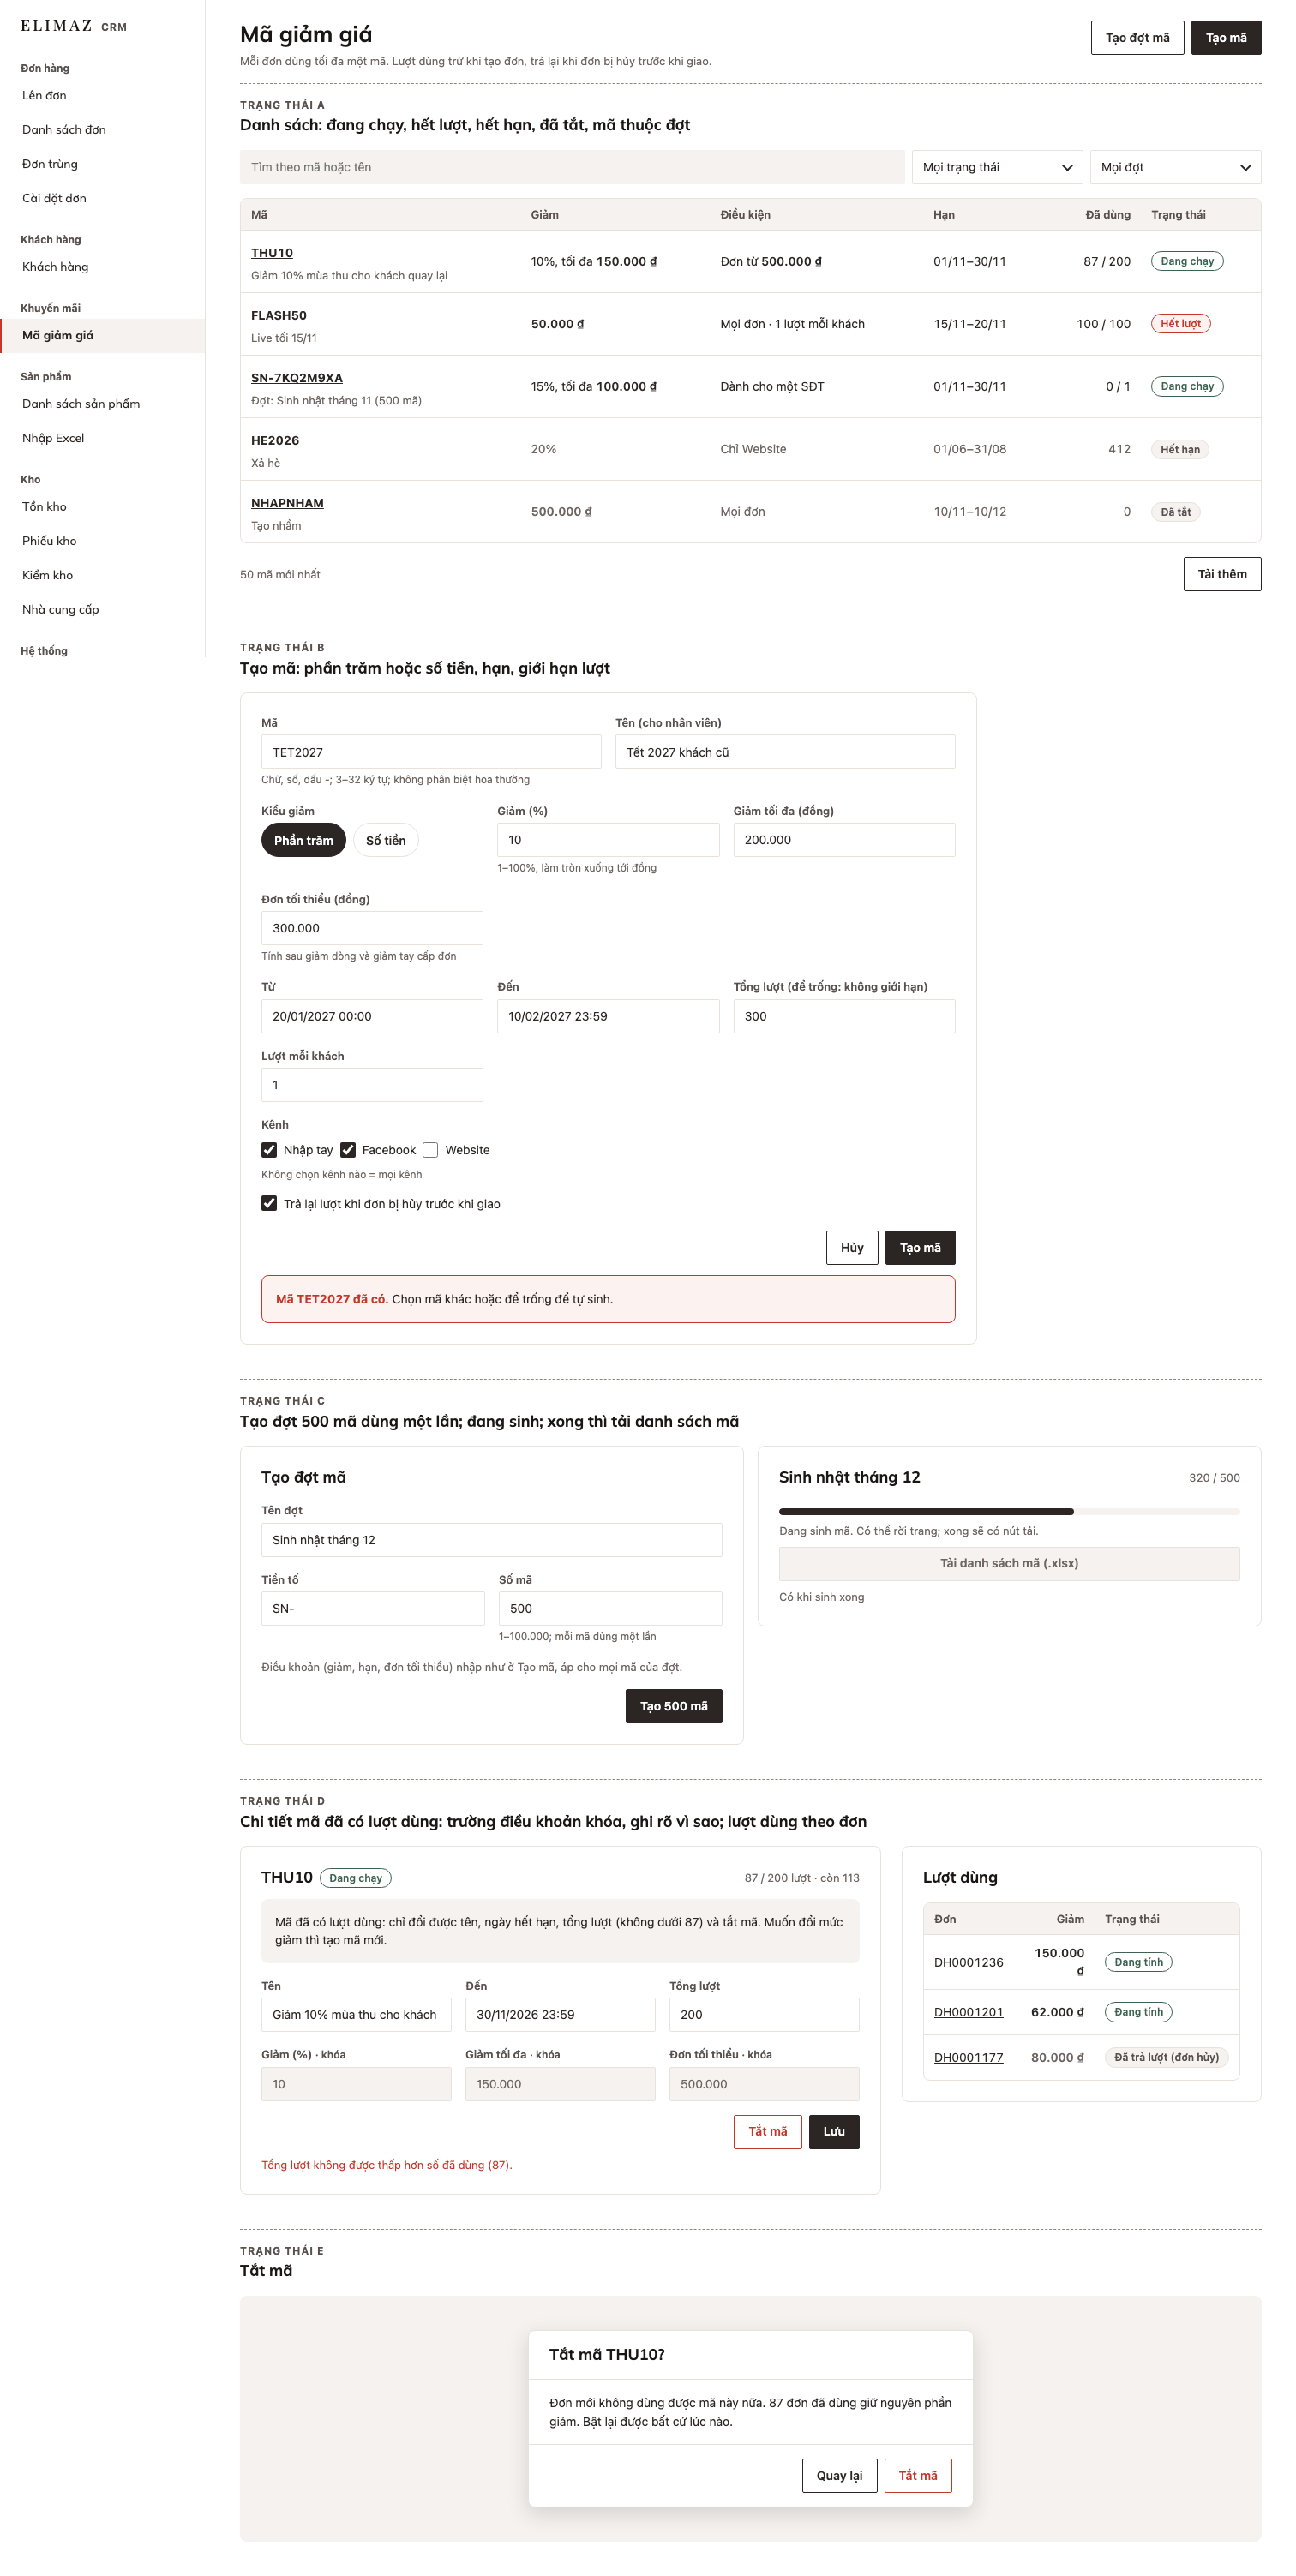 ELIMAZ CRM
Đơn hàng
Lên đơn
Danh sách đơn
Đơn trùng
Cài đặt đơn
Khách hàng
Khách hàng
Khuyến mãi
Mã giảm giá
Sản phẩm
Danh sách sản phẩm
Nhập Excel
Kho
Tồn kho
Phiếu kho
Kiểm kho
Nhà cung cấp
Hệ thống
Mã giảm giá
Mỗi đơn dùng tối đa một mã. Lượt dùng trừ khi tạo đơn, trả lại khi đơn bị hủy trước khi giao.
Tạo đợt mã
Tạo mã
TRẠNG THÁI A
Danh sách: đang chạy, hết lượt, hết hạn, đã tắt, mã thuộc đợt
Tìm theo mã hoặc tên
Mọi trạng thái
Mọi đợt
Mã Giảm Điều kiện Hạn Đã dùng Trạng thái
THU10
Giảm 10% mùa thu cho khách quay lại
10%, tối đa 150.000 ₫ Đơn từ 500.000 ₫ 01/11–30/11 87 / 200 Đang chạy
FLASH50
Live tối 15/11
50.000 ₫ Mọi đơn · 1 lượt mỗi khách 15/11–20/11 100 / 100 Hết lượt
SN-7KQ2M9XA
Đợt: Sinh nhật tháng 11 (500 mã)
15%, tối đa 100.000 ₫ Dành cho một SĐT 01/11–30/11 0 / 1 Đang chạy
HE2026
Xả hè
20% Chỉ Website 01/06–31/08 412 Hết hạn
NHAPNHAM
Tạo nhầm
500.000 ₫ Mọi đơn 10/11–10/12 0 Đã tắt
50 mã mới nhất
Tải thêm
TRẠNG THÁI B
Tạo mã: phần trăm hoặc số tiền, hạn, giới hạn lượt
Mã
TET2027
Chữ, số, dấu -; 3–32 ký tự; không phân biệt hoa thường
Tên (cho nhân viên)
Tết 2027 khách cũ
Kiểu giảm
Phần trăm
Số tiền
Giảm (%)
10
1–100%, làm tròn xuống tới đồng
Giảm tối đa (đồng)
200.000
Đơn tối thiểu (đồng)
300.000
Tính sau giảm dòng và giảm tay cấp đơn
Từ
20/01/2027 00:00
Đến
10/02/2027 23:59
Tổng lượt (để trống: không giới hạn)
300
Lượt mỗi khách
1
Kênh
Nhập tay Facebook Website
Không chọn kênh nào = mọi kênh
Trả lại lượt khi đơn bị hủy trước khi giao
Hủy
Tạo mã
Mã TET2027 đã có. Chọn mã khác hoặc để trống để tự sinh.
TRẠNG THÁI C
Tạo đợt 500 mã dùng một lần; đang sinh; xong thì tải danh sách mã
Tạo đợt mã
Tên đợt
Sinh nhật tháng 12
Tiền tố
SN-
Số mã
500
1–100.000; mỗi mã dùng một lần
Điều khoản (giảm, hạn, đơn tối thiểu) nhập như ở Tạo mã, áp cho mọi mã của đợt.
Tạo 500 mã
Sinh nhật tháng 12
320 / 500
Đang sinh mã. Có thể rời trang; xong sẽ có nút tải.
Tải danh sách mã (.xlsx)
Có khi sinh xong
TRẠNG THÁI D
Chi tiết mã đã có lượt dùng: trường điều khoản khóa, ghi rõ vì sao; lượt dùng theo đơn
THU10 Đang chạy
87 / 200 lượt · còn 113
Mã đã có lượt dùng: chỉ đổi được tên, ngày hết hạn, tổng lượt (không dưới 87) và tắt mã. Muốn đổi mức
giảm thì tạo mã mới.
Tên
Giảm 10% mùa thu cho khách
Đến
30/11/2026 23:59
Tổng lượt
200
Giảm (%) · khóa
10
Giảm tối đa · khóa
150.000
Đơn tối thiểu · khóa
500.000
Tắt mã
Lưu
Tổng lượt không được thấp hơn số đã dùng (87).
Lượt dùng
Đơn Giảm Trạng thái
DH0001236 150.000
₫ Đang tính
DH0001201 62.000 ₫ Đang tính
DH0001177 80.000 ₫ Đã trả lượt (đơn hủy)
TRẠNG THÁI E
Tắt mã
Tắt mã THU10?
Đơn mới không dùng được mã này nữa. 87 đơn đã dùng giữ nguyên phần
giảm. Bật lại được bất cứ lúc nào.
Quay lại
Tắt mã